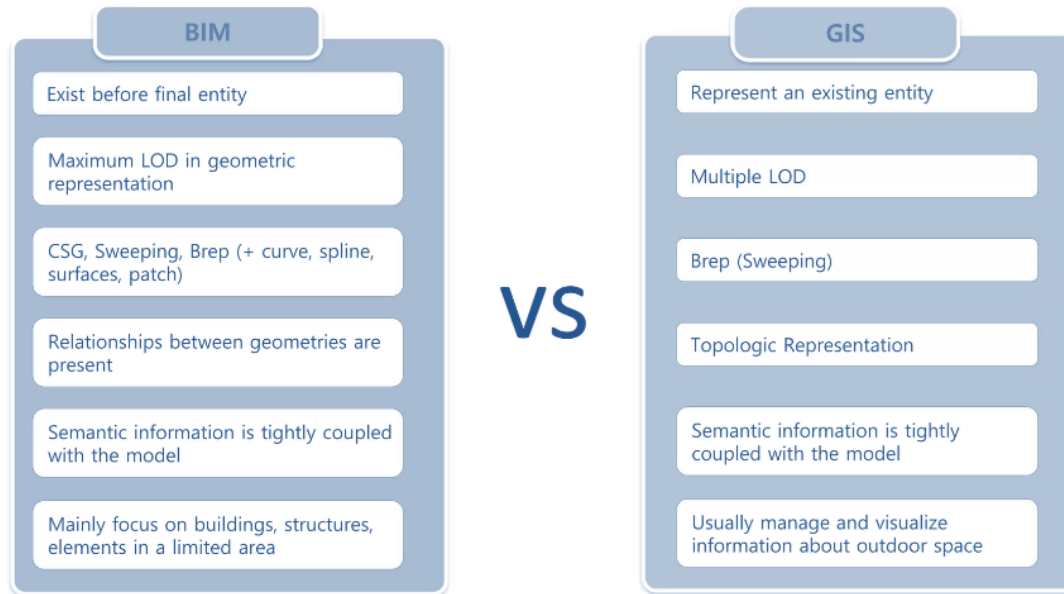 BIM
Exist before final entity
Maximum LOD in geometric
representation
CSG, Sweeping, Brep (+ curve, spline,
surfaces, patch)
Relationships between geometries are
present
Semantic information is tightly coupled
with the model
Mainly focus on buildings, structures,
elements in a limited area
VS
GIS
Represent an existing entity
Multiple LOD
Brep (Sweeping)
Topologic Representation
Semantic information is tightly
coupled with the model
Usually manage and visualize
information about outdoor space